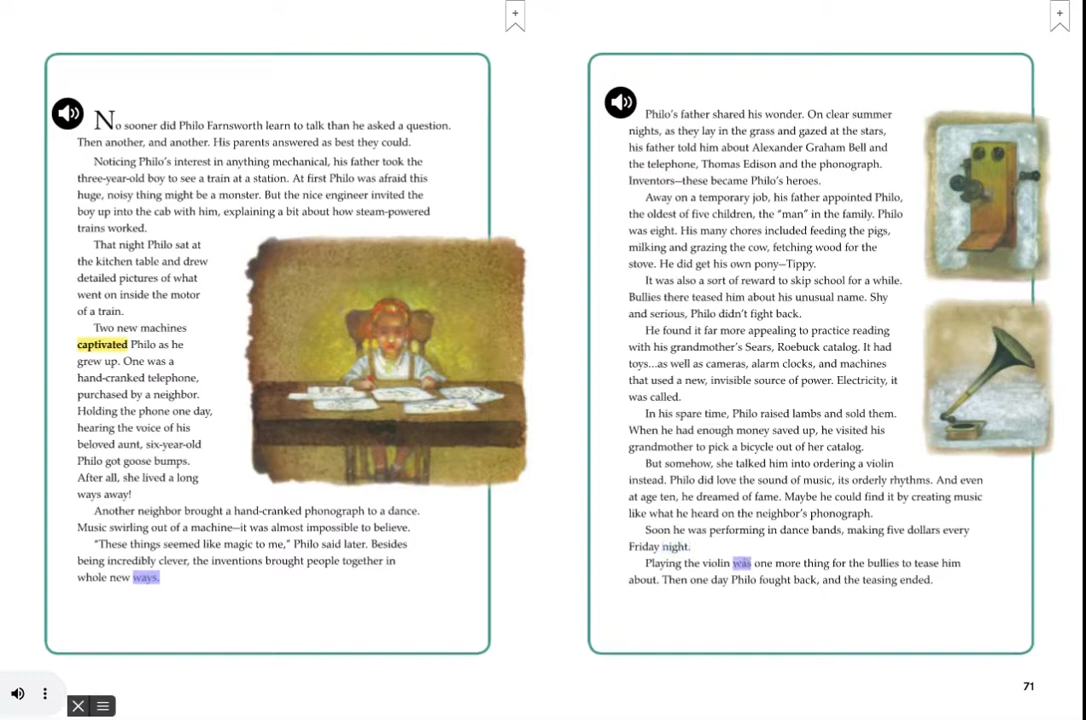 No sooner did Philo Farnsworth learn to talk than he asked a question.
Then another, and another. His parents answered as best they could.
Noticing Philo's interest in anything mechanical, his father took the
three-year-old boy to see a train at a station. At first Philo was afraid this
huge, noisy thing might be a monster. But the nice engineer invited the
boy up into the cab with him, explaining a bit about how steam-powered
trains worked.
That night Philo sat at
the kitchen table and drew
detailed pictures of what
went on inside the motor
of a train.
Two new machines
captivated Philo as he
grew up. One was a
hand-cranked telephone,
purchased by a neighbor.
Holding the phone one day,
hearing the voice of his
beloved aunt, six-year-old
Philo got goose bumps.
After all, she lived a long
ways away!
Another neighbor brought a hand-cranked phonograph to a dance.
Music swirling out of a machine—it was almost impossible to believe.
"These things seemed like magic to me," Philo said later. Besides
being incredibly clever, the inventions brought people together in
whole new ways.
Philo's father shared his wonder. On clear summer
nights, as they lay in the grass and gazed at the stars,
his father told him about Alexander Graham Bell and
the telephone, Thomas Edison and the phonograph.
Inventors—these became Philo's heroes.
Away on a temporary job, his father appointed Philo,
the oldest of five children, the "man" in the family. Philo
was eight. His many chores included feeding the pigs,
milking and grazing the cow, fetching wood for the
stove. He did get his own pony—Tippy.
It was also a sort of reward to skip school for a while.
Bullies there teased him about his unusual name. Shy
and serious, Philo didn't fight back.
He found it far more appealing to practice reading
with his grandmother's Sears, Roebuck catalog. It had
toys...as well as cameras, alarm clocks, and machines
that used a new, invisible source of power. Electricity, it
was called.
In his spare time, Philo raised lambs and sold them.
When he had enough money saved up, he visited his
grandmother to pick a bicycle out of her catalog.
But somehow, she talked him into ordering a violin
instead. Philo did love the sound of music, its orderly rhythms. And even
at age ten, he dreamed of fame. Maybe he could find it by creating music
like what he heard on the neighbor's phonograph.
Soon he was performing in dance bands, making five dollars every
Friday night.
Playing the violin was one more thing for the bullies to tease him
about. Then one day Philo fought back, and the teasing ended.
71